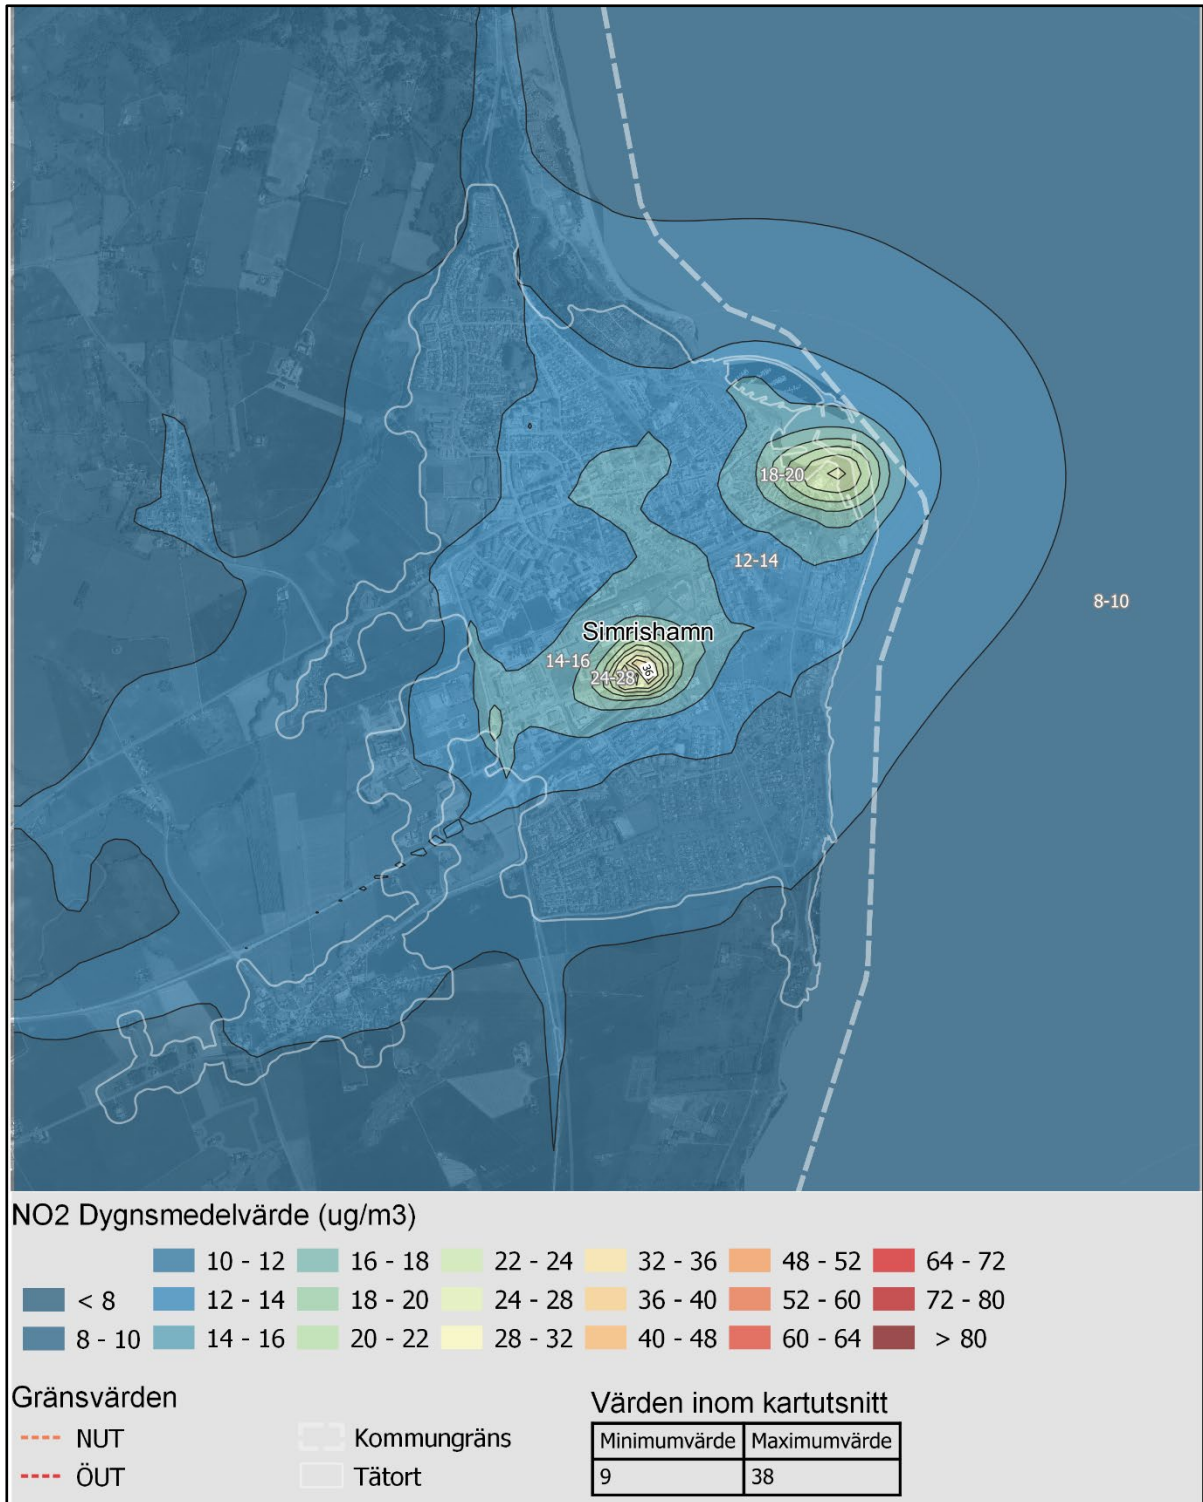 18-20
12-14
8-10
Simrishamn
14-16
36
24-28
NO2 Dygnsmedelvärde (ug/m3)
10 - 12 16 - 18 22 - 24 32 - 36 48 - 52 64 - 72
< 8 12 - 14 18 - 20 24 - 28 36 - 40 52 - 60 72 - 80
8 - 10 14 - 16 20 - 22 28 - 32 40 - 48 60 - 64 > 80
Gränsvärden
NUT
ÖUT
Kommungräns
Tätort
Värden inom kartutsnitt
Minimumvärde Maximumvärde
9 38